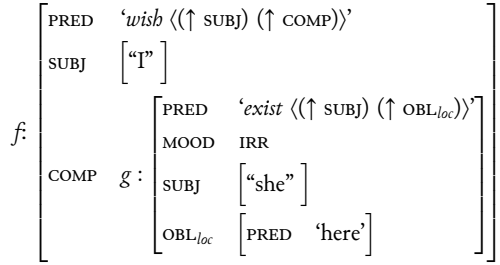 PRED ‘wish ⟨(↑ SUBJ) (↑ COMP)⟩’
SUBJ [“I”]
f:
PRED ‘exist ⟨(↑ SUBJ) (↑ OBLloc)⟩’
MOOD IRR
COMP g :
SUBJ [“she”]
OBLloc [PRED ‘here’]